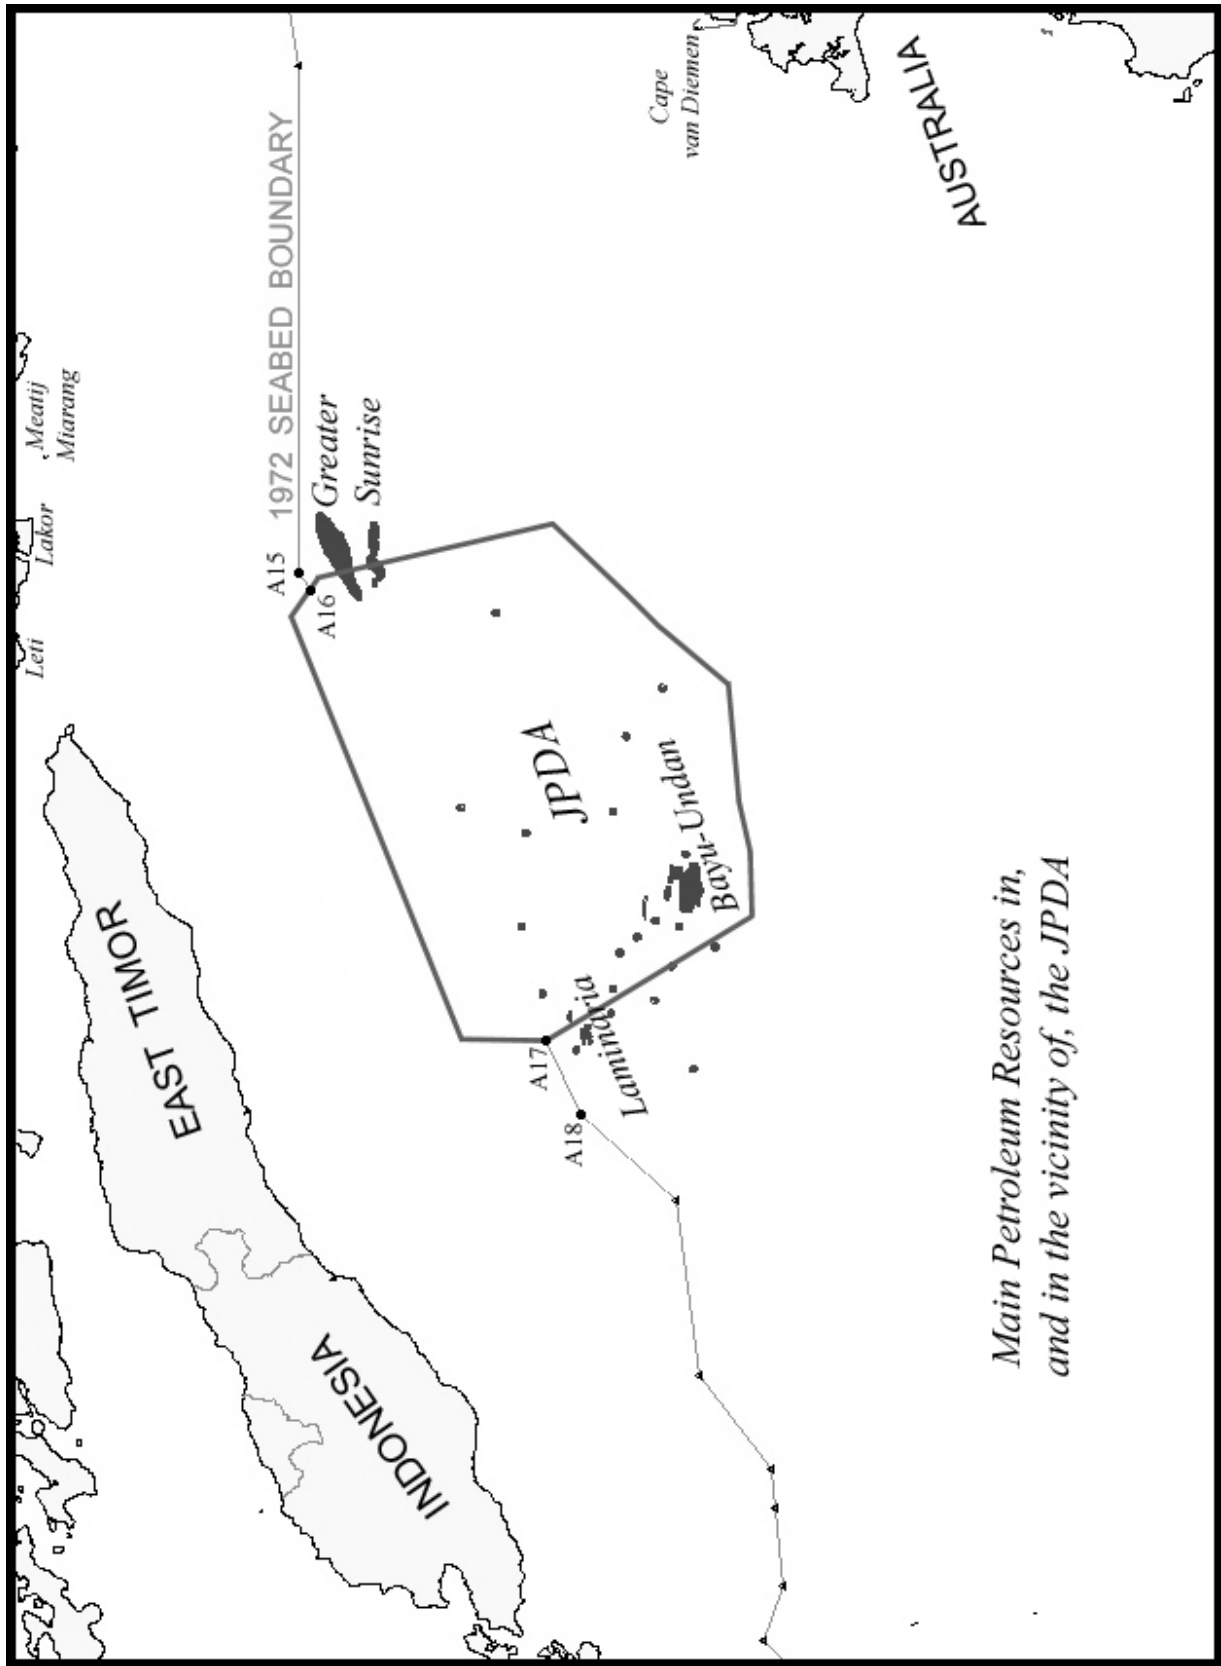 Leti
Lakor
Meatij
Miarang
EAST TIMOR
INDONESIA
A15
1972 SEABED BOUNDARY
A16
Greater
Sunrise
JPDA
Bayu-Undan
Laminaria
A17
A18
Cape
van Diemen
AUSTRALIA
Main Petroleum Resources in,
and in the vicinity of, the JPDA